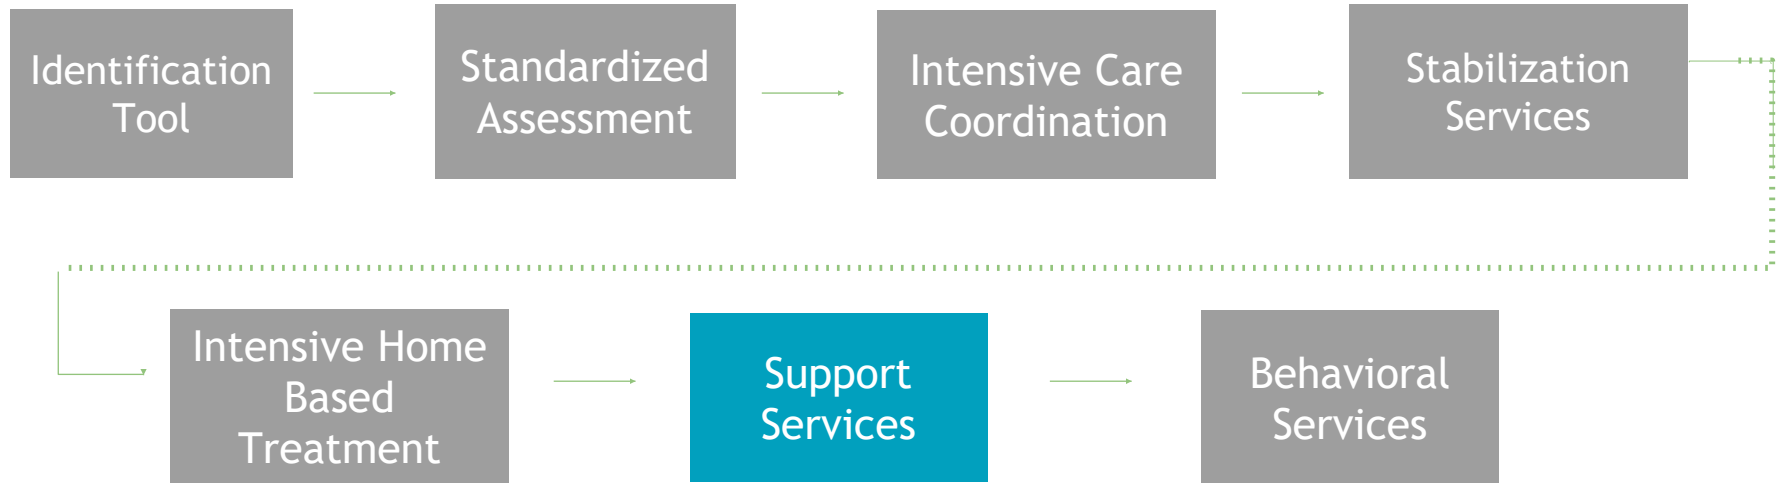 Identification
Tool
Standardized
Assessment
Intensive Care
Coordination
Stabilization
Services
Intensive Home
Based
Treatment
Support
Services
Behavioral
Services